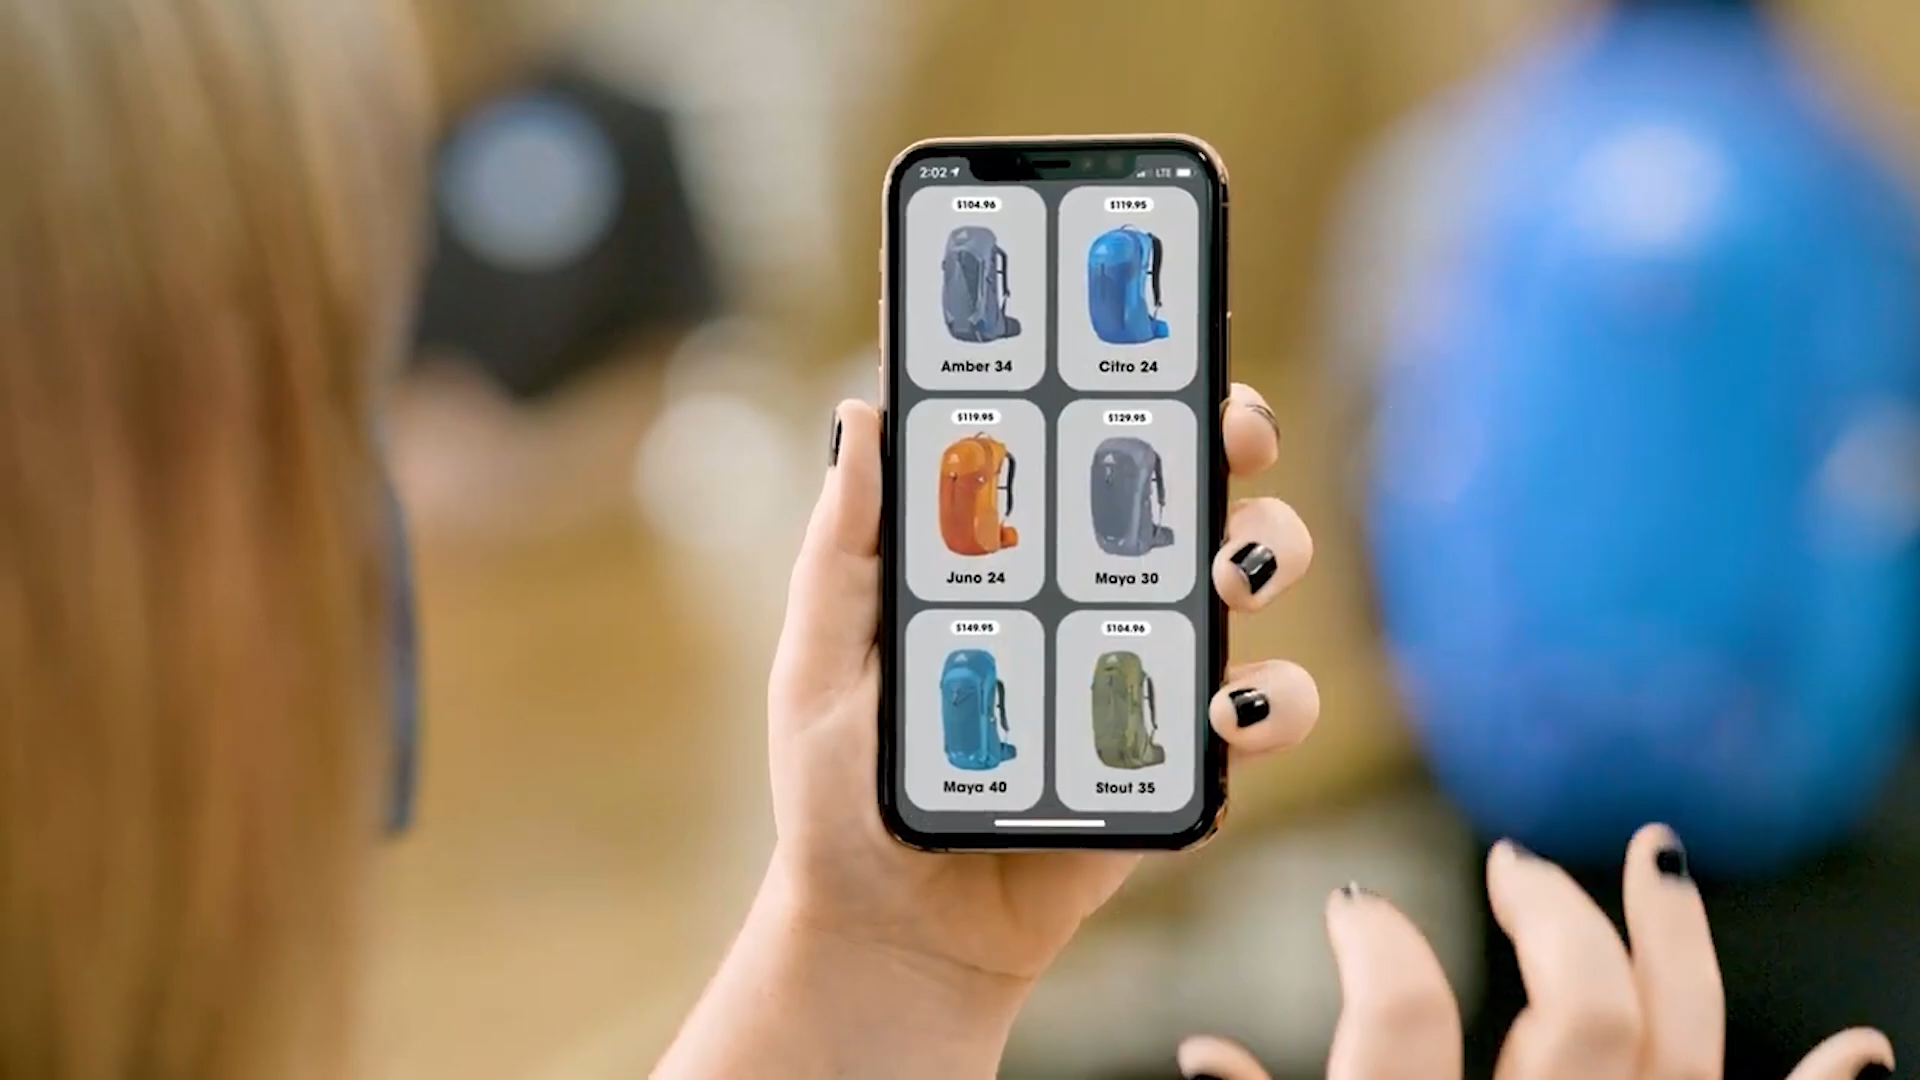 2:02 LTE
$104.96 $119.95
Amber 34 Citro 24
$119.95 $129.95
Juno 24 Maya 30
$149.95 $104.96
Maya 40 Stout 35